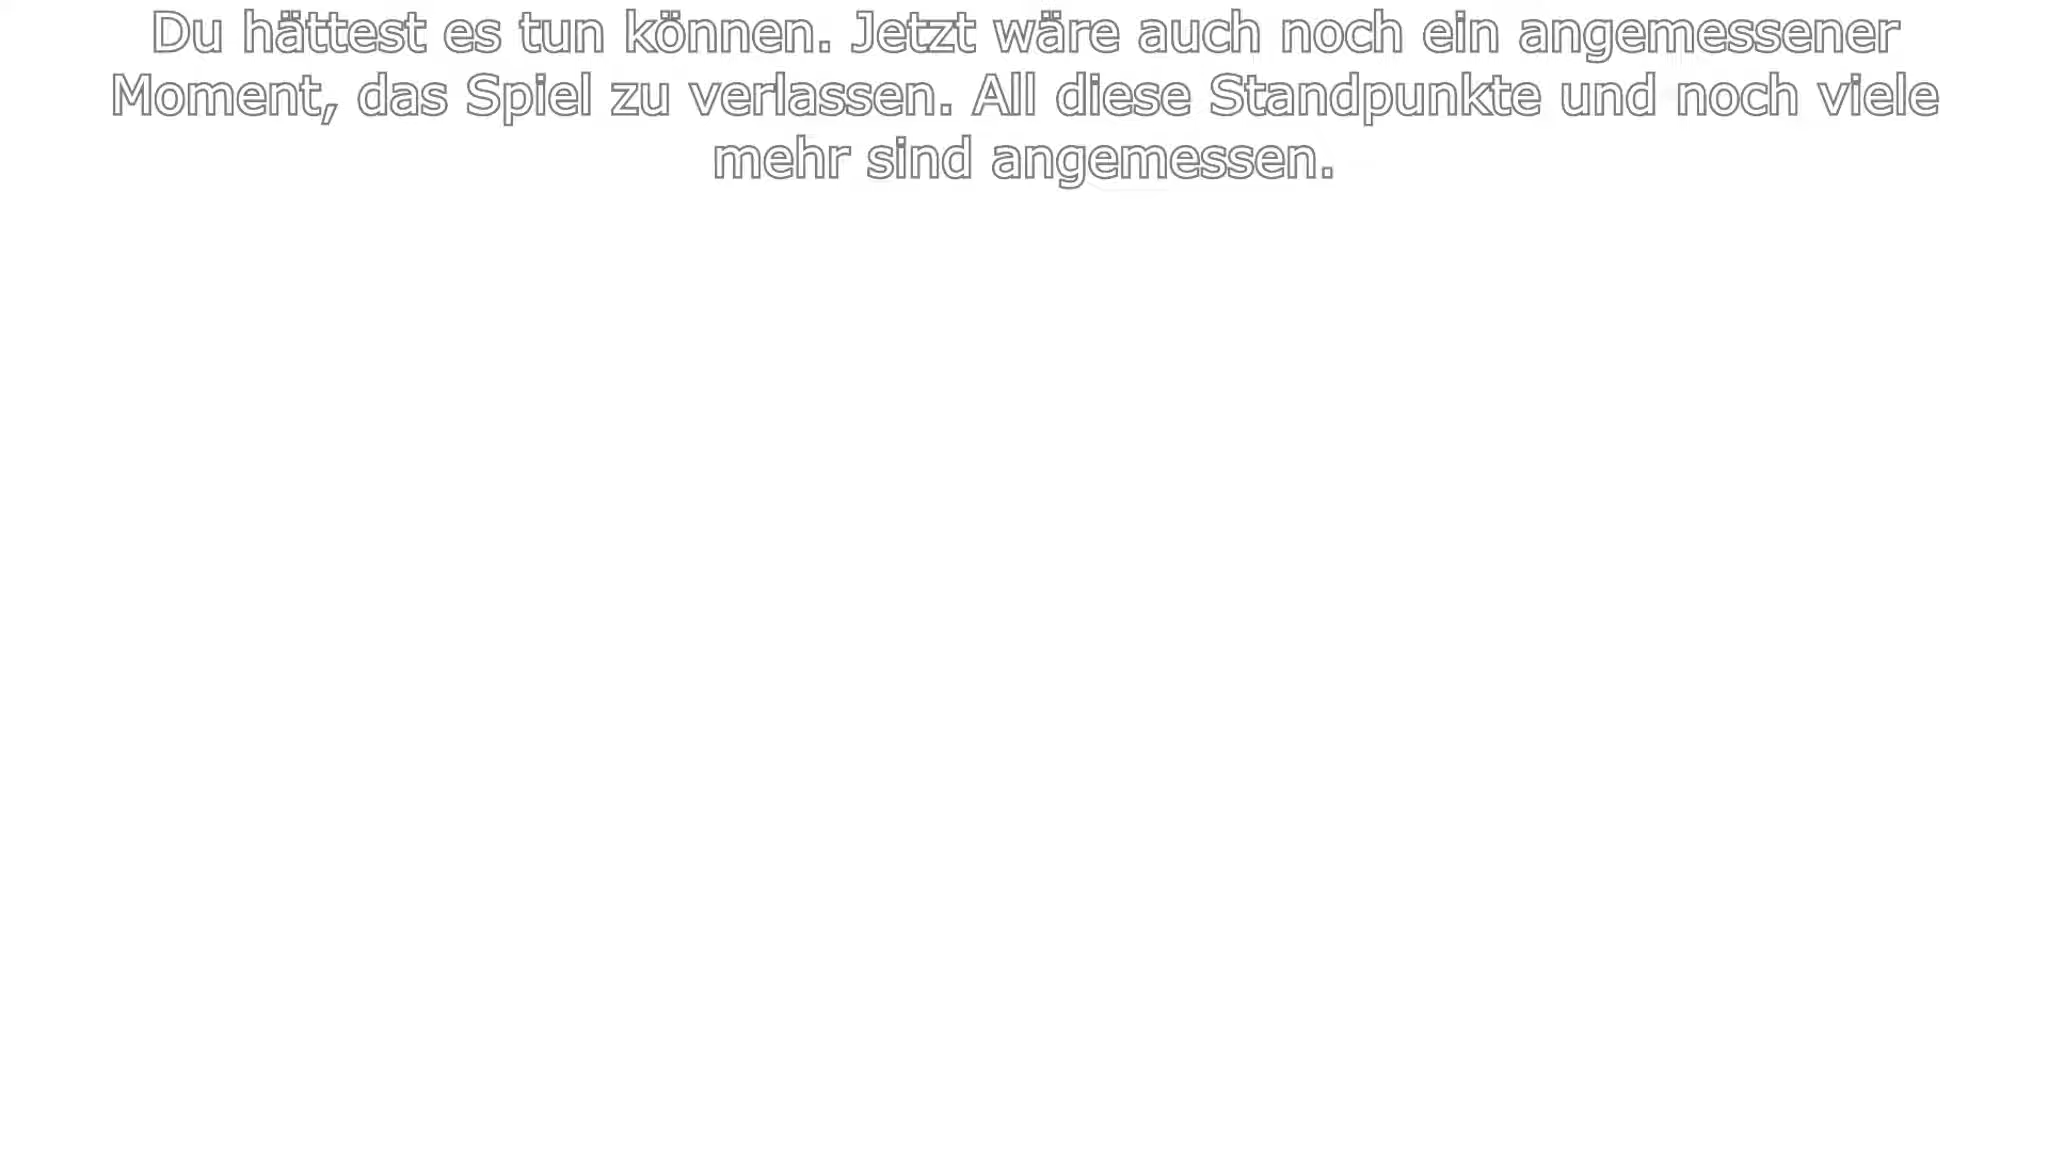 Du hättest es tun können. Jetzt wäre auch noch ein angemessener
Moment, das Spiel zu verlassen. All diese Standpunkte und noch viele
mehr sind angemessen.